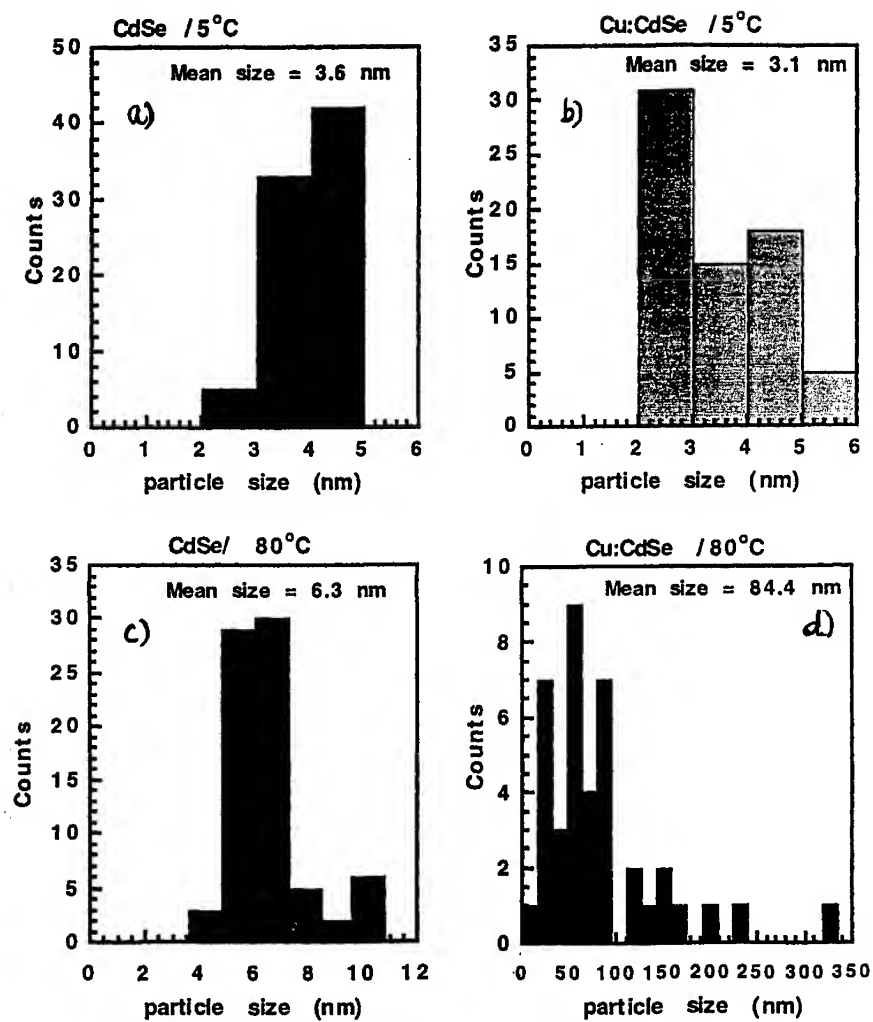 CdSe /5°C
50
40
30
20
10
0
Counts
Mean size = 3.6 nm
a)
0 1 2 3 4 5 6
particle size (nm)
Cu:CdSe /5°C
35
30
25
20
15
10
5
0
Counts
Mean size = 3.1 nm
b)
0 1 2 3 4 5 6
particle size (nm)
CdSe/ 80°C
35
30
25
20
15
10
5
0
Counts
Mean size = 6.3 nm
c)
0 2 4 6 8 10 12
particle size (nm)
Cu:CdSe /80°C
10
8
6
4
2
0
Counts
Mean size = 84.4 nm
d)
0 50 100 150 200 250 300 350
particle size (nm)